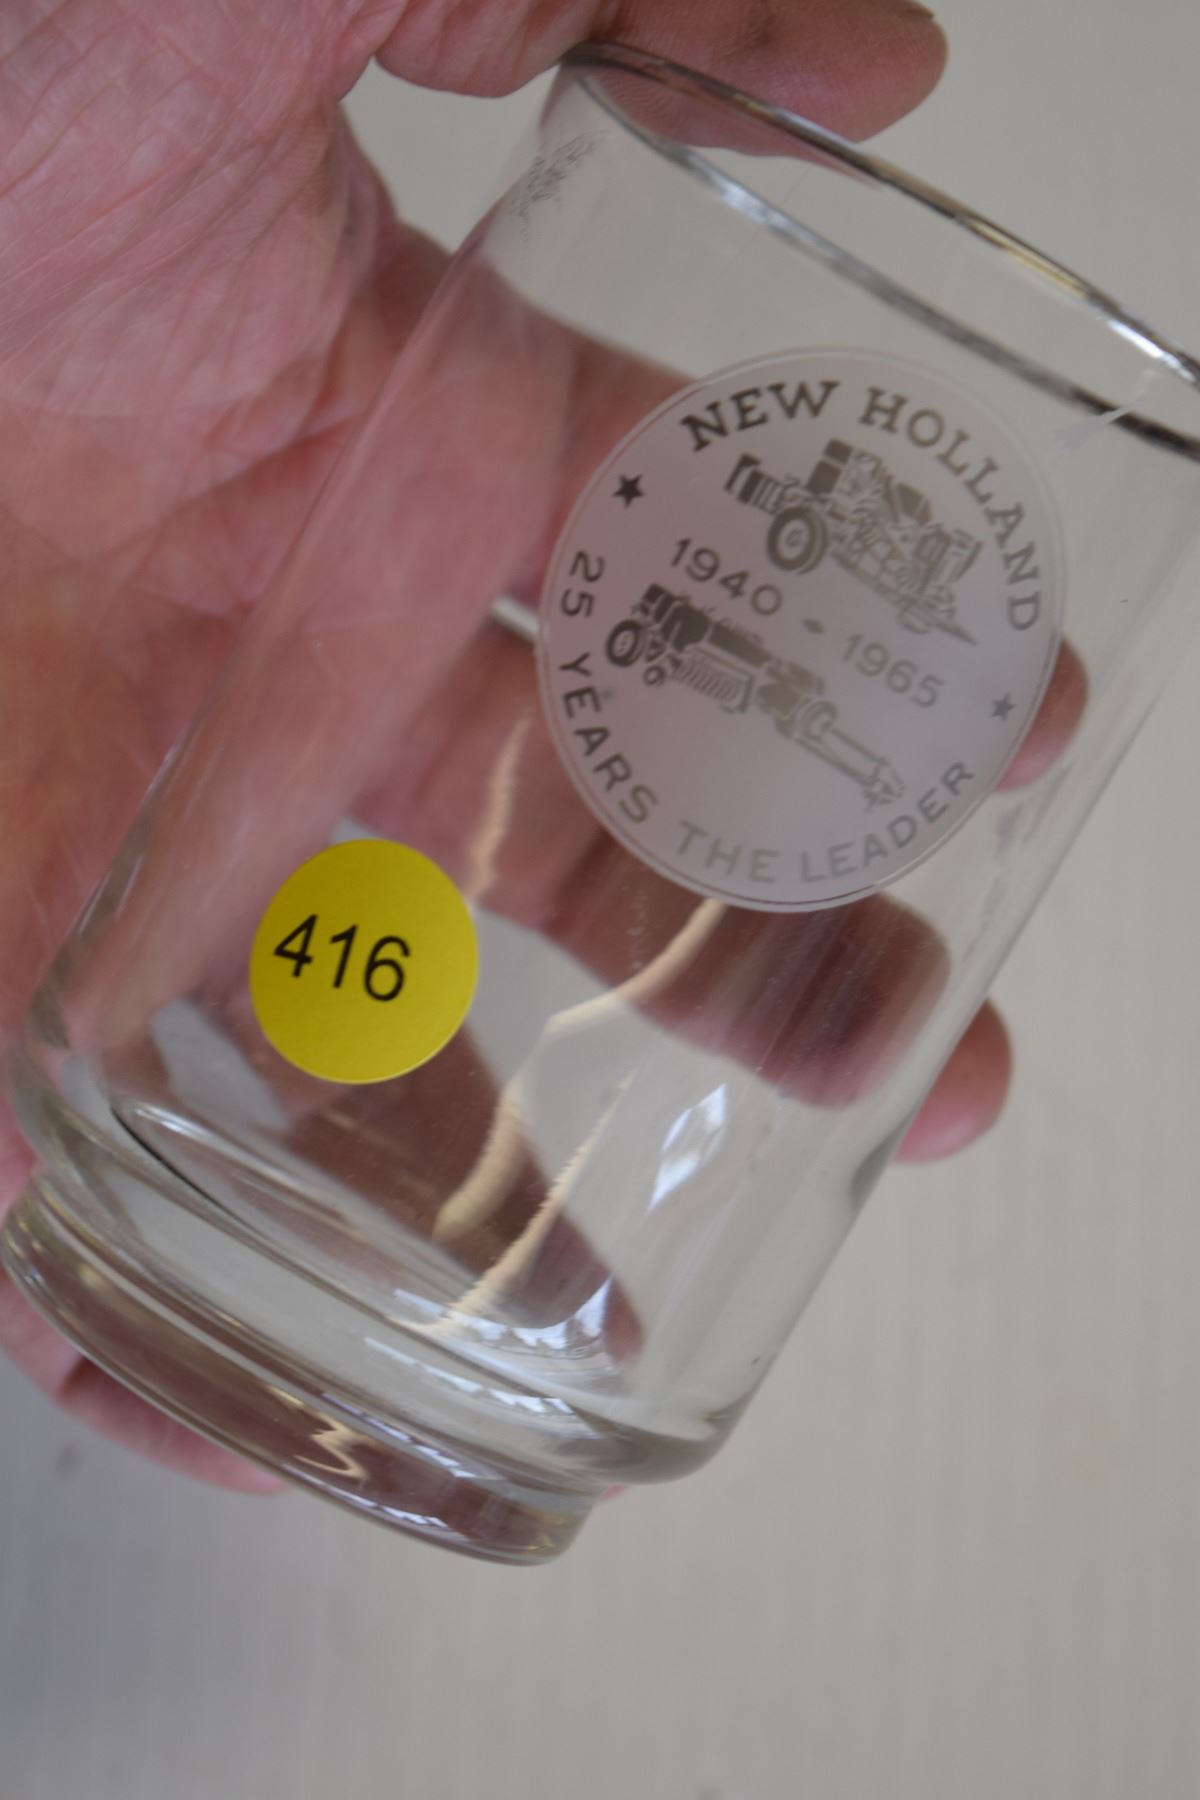 NEW HOLLAND
1940 - 1965
25 YEARS THE LEADER
416